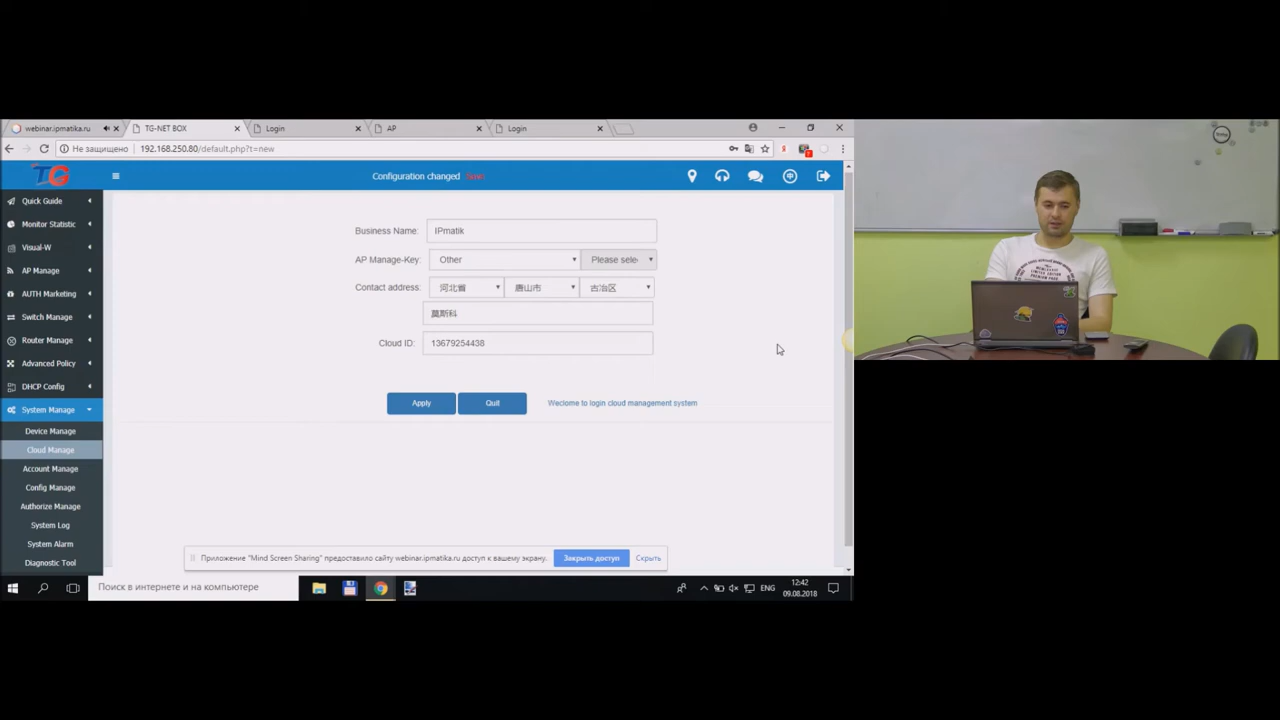 webinar.ipmatika.ru
TG-NET BOX
Login
AP
Login
Не защищено
192.168.250.80/default.php?t=new
TG
Configuration changed
Quick Guide
Monitor Statistic
Visual-W
AP Manage
AUTH Marketing
Switch Manage
Router Manage
Advanced Policy
DHCP Config
System Manage
Device Manage
Cloud Manage
Account Manage
Config Manage
Authorize Manage
System Log
System Alarm
Diagnostic Tool
Business Name: IPmatik
AP Manage-Key: Other Please sele
Contact address: 河北省 唐山市 古冶区
莫斯科
Cloud ID: 13679254438
Apply Quit Weclome to login cloud management system
Приложение "Mind Screen Sharing" предоставило сайту webinar.ipmatika.ru доступ к вашему экрану. Закрыть доступ Скрыть
Поиск в интернете и на компьютере
ENG
12:42
09.08.2018